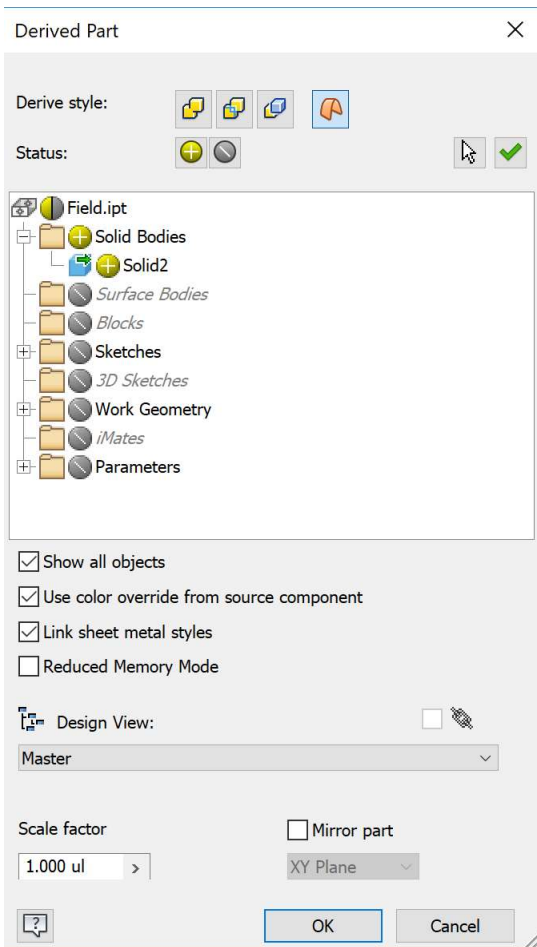 Derived Part
Derive style:
Status:
Field.ipt
Solid Bodies
Solid2
Surface Bodies
Blocks
Sketches
3D Sketches
Work Geometry
iMates
Parameters
Show all objects
Use color override from source component
Link sheet metal styles
Reduced Memory Mode
Design View:
Master
Scale factor
Mirror part
1.000 ul
XY Plane
OK
Cancel